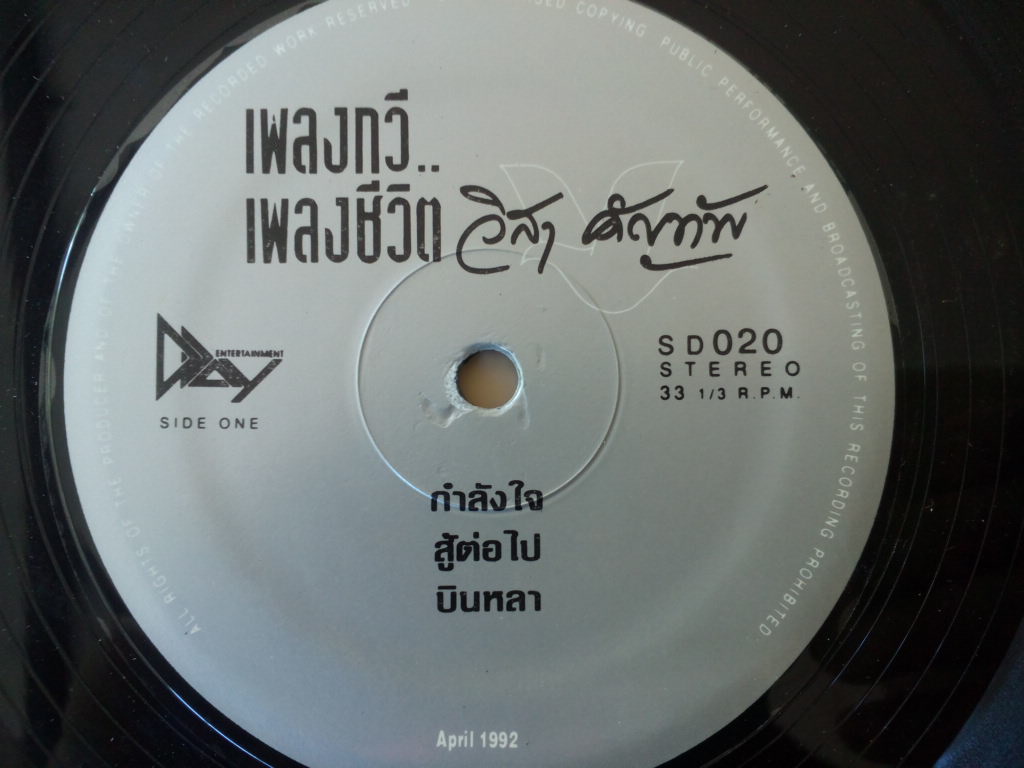 ALL RIGHTS OF THE PRODUCER AND OF THE OWNER OF THE RECORDED WORK RESERVED
COPYING, PUBLIC PERFORMANCE AND BROADCASTING OF THIS RECORDING PROHIBITED
เพลงกวี..
เพลงชีวิต วิสา คัญทัพ
DAY ENTERTAINMENT
SIDE ONE
SD020
STEREO
33 1/3 R.P.M.
กำลังใจ
สู้ต่อไป
บินหลา
April 1992